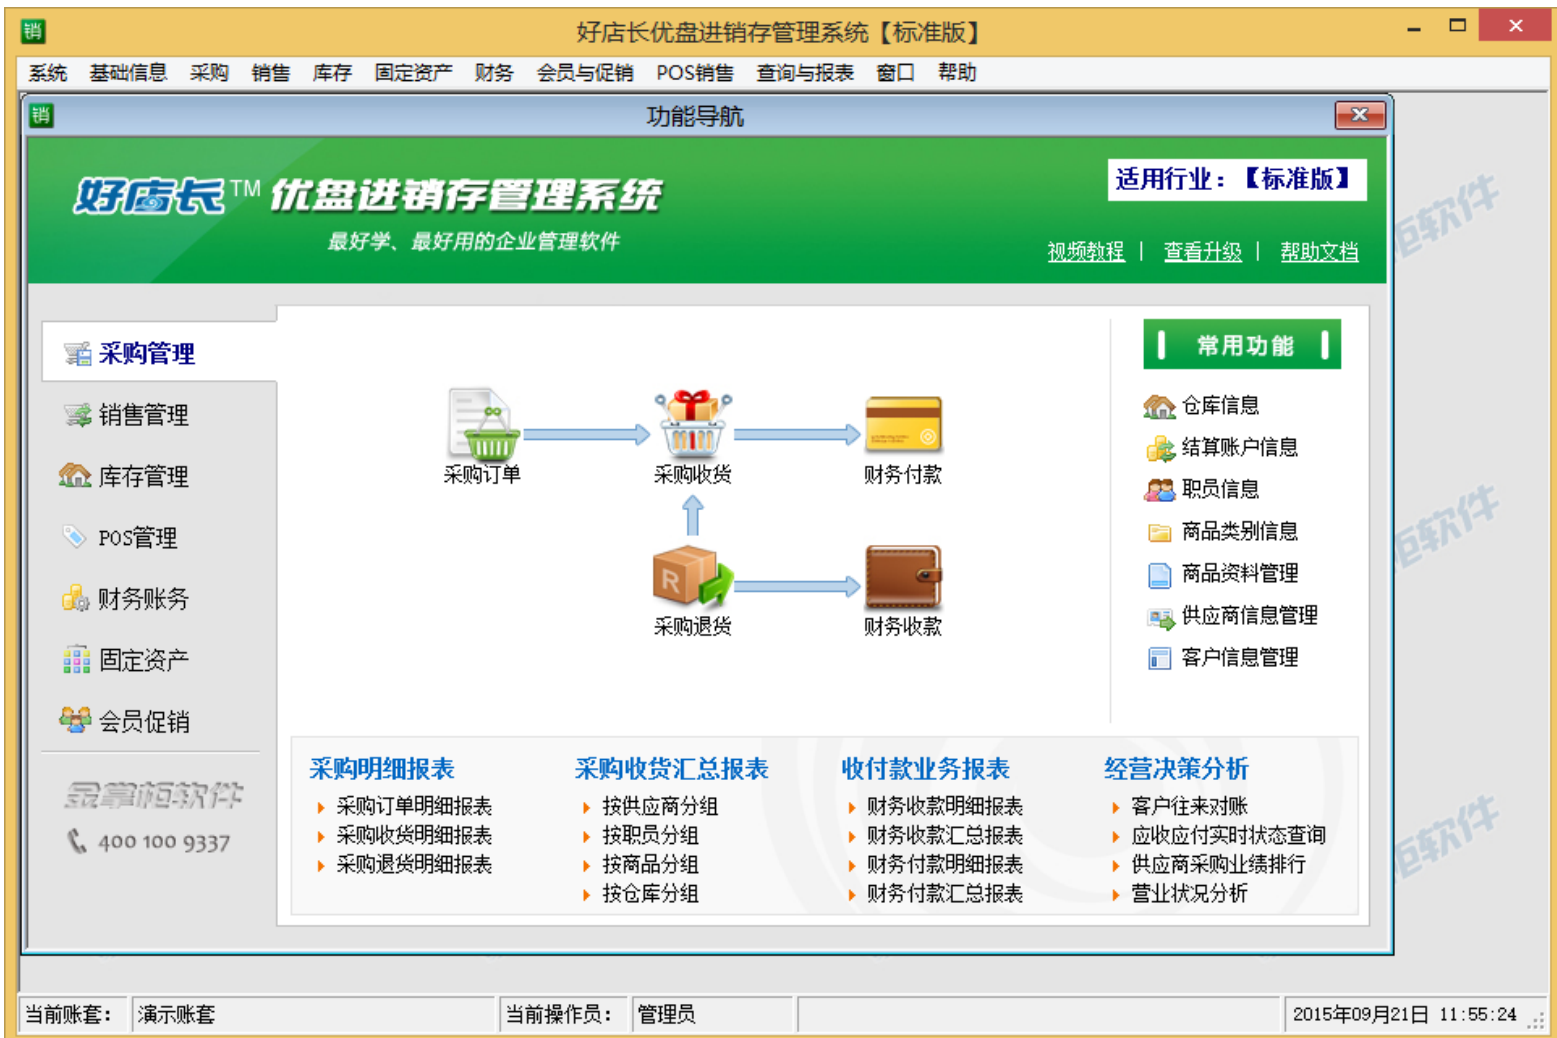 销 好店长优盘进销存管理系统【标准版】
系统 基础信息 采购 销售 库存 固定资产 财务 会员与促销 POS销售 查询与报表 窗口 帮助
销 功能导航
好店长™ 优盘进销存管理系统
最好学、最好用的企业管理软件
适用行业：【标准版】
视频教程 | 查看升级 | 帮助文档
采购管理
销售管理
库存管理
POS管理
财务账务
固定资产
会员促销
金掌柜软件
400 100 9337
采购订单
采购收货
财务付款
采购退货
财务收款
常用功能
仓库信息
结算账户信息
职员信息
商品类别信息
商品资料管理
供应商信息管理
客户信息管理
采购明细报表
采购订单明细报表
采购收货明细报表
采购退货明细报表
采购收货汇总报表
按供应商分组
按职员分组
按商品分组
按仓库分组
收付款业务报表
财务收款明细报表
财务收款汇总报表
财务付款明细报表
财务付款汇总报表
经营决策分析
客户往来对账
应收应付实时状态查询
供应商采购业绩排行
营业状况分析
柜软件
柜软件
柜软件
当前账套： 演示账套 当前操作员： 管理员 2015年09月21日 11:55:24